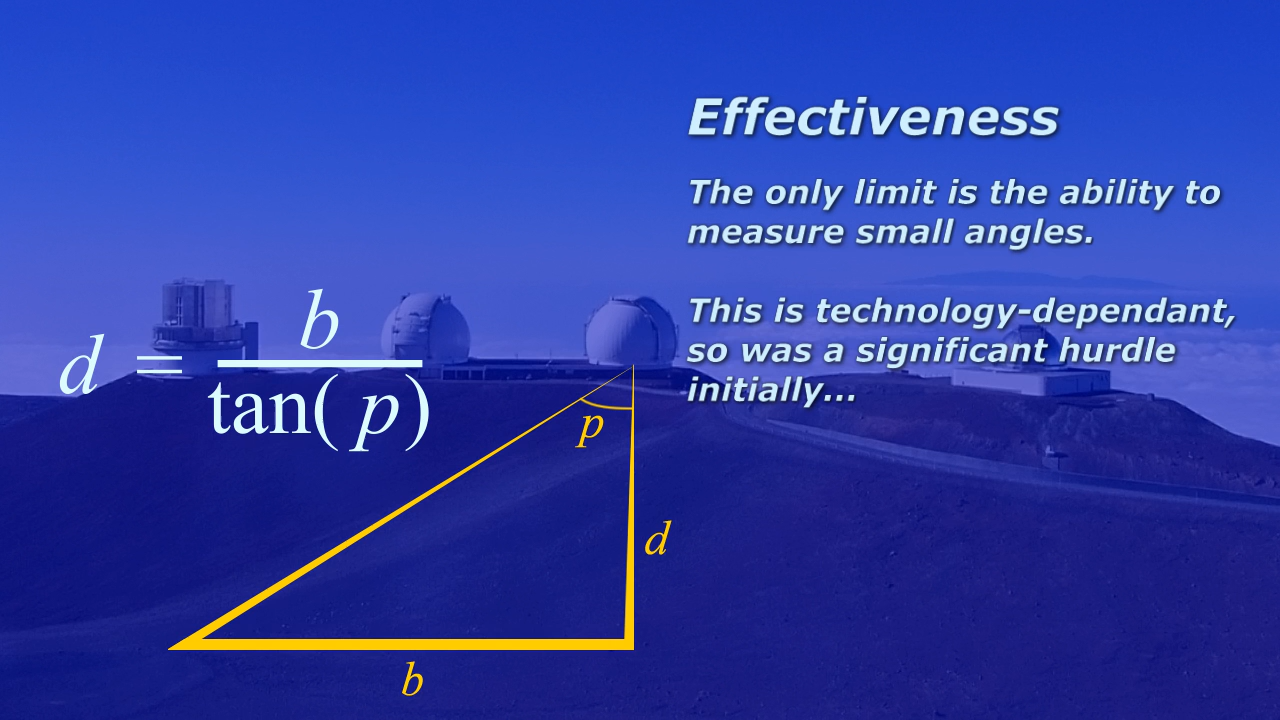 Effectiveness
The only limit is the ability to
measure small angles.
This is technology-dependant,
so was a significant hurdle
initially...
d = b
tan( p )
p
d
b